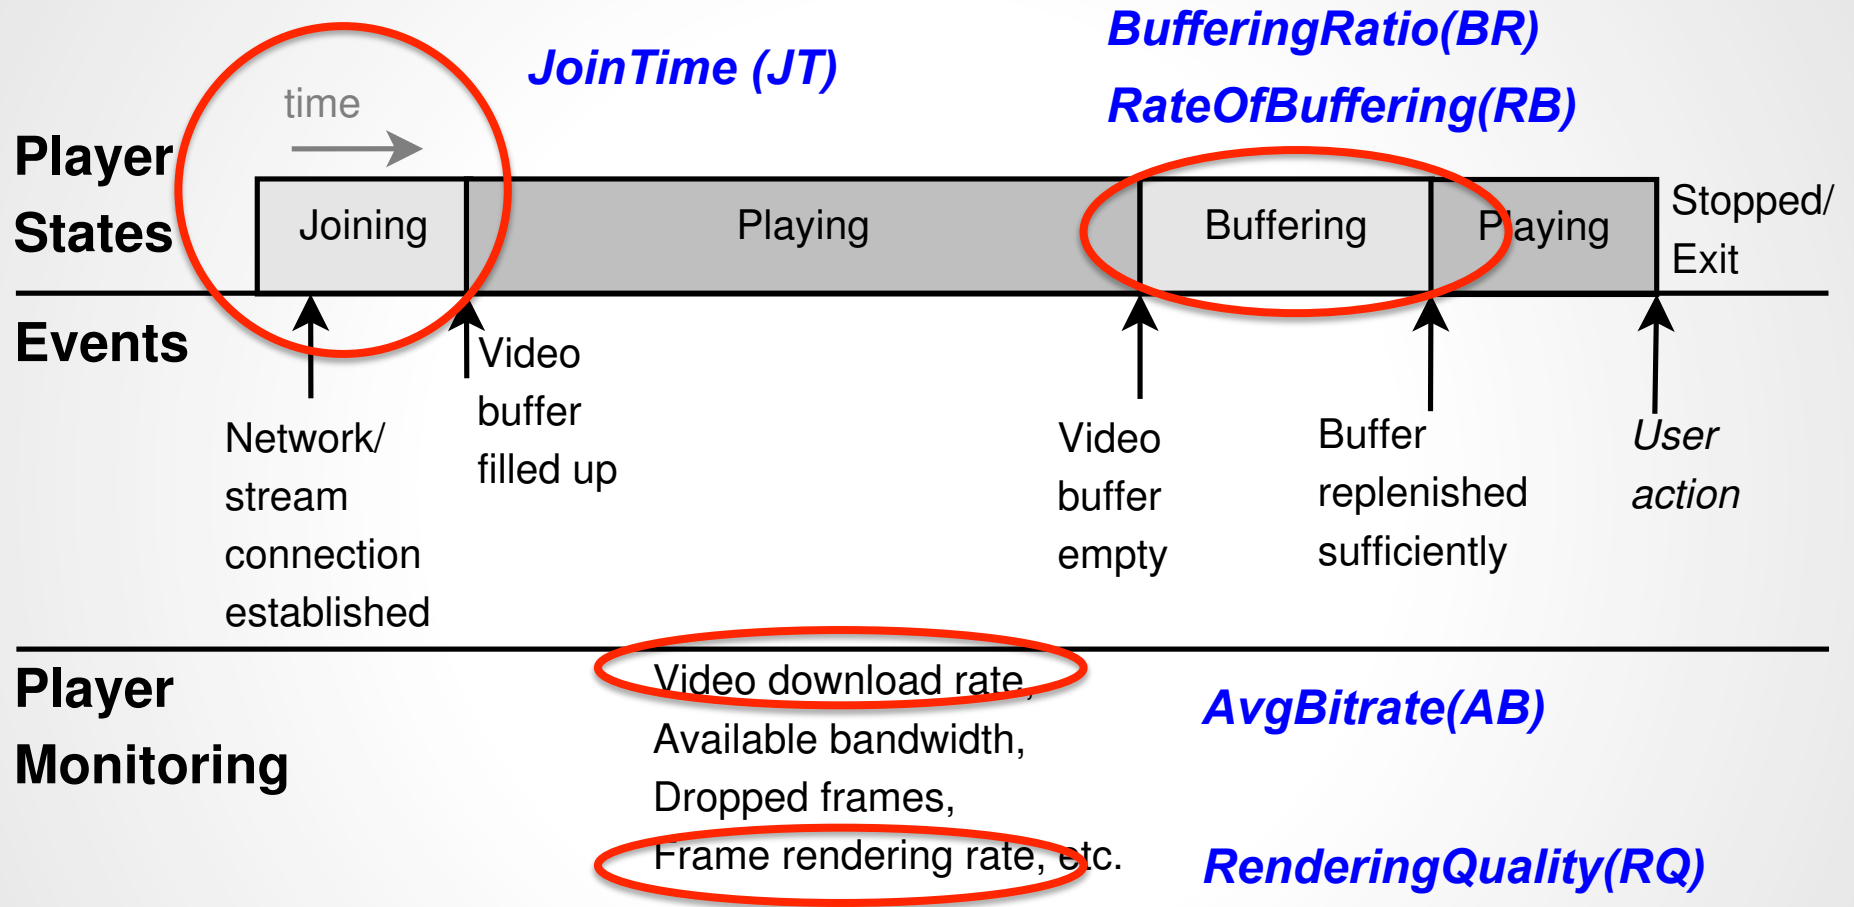 JoinTime (JT)
BufferingRatio(BR)
RateOfBuffering(RB)
time
Player
States
Joining
Playing
Buffering
Playing
Stopped/
Exit
Events
Network/
stream
connection
established
Video
buffer
filled up
Video
buffer
empty
Buffer
replenished
sufficiently
User
action
Player
Monitoring
Video download rate,
Available bandwidth,
Dropped frames,
Frame rendering rate, etc.
AvgBitrate(AB)
RenderingQuality(RQ)